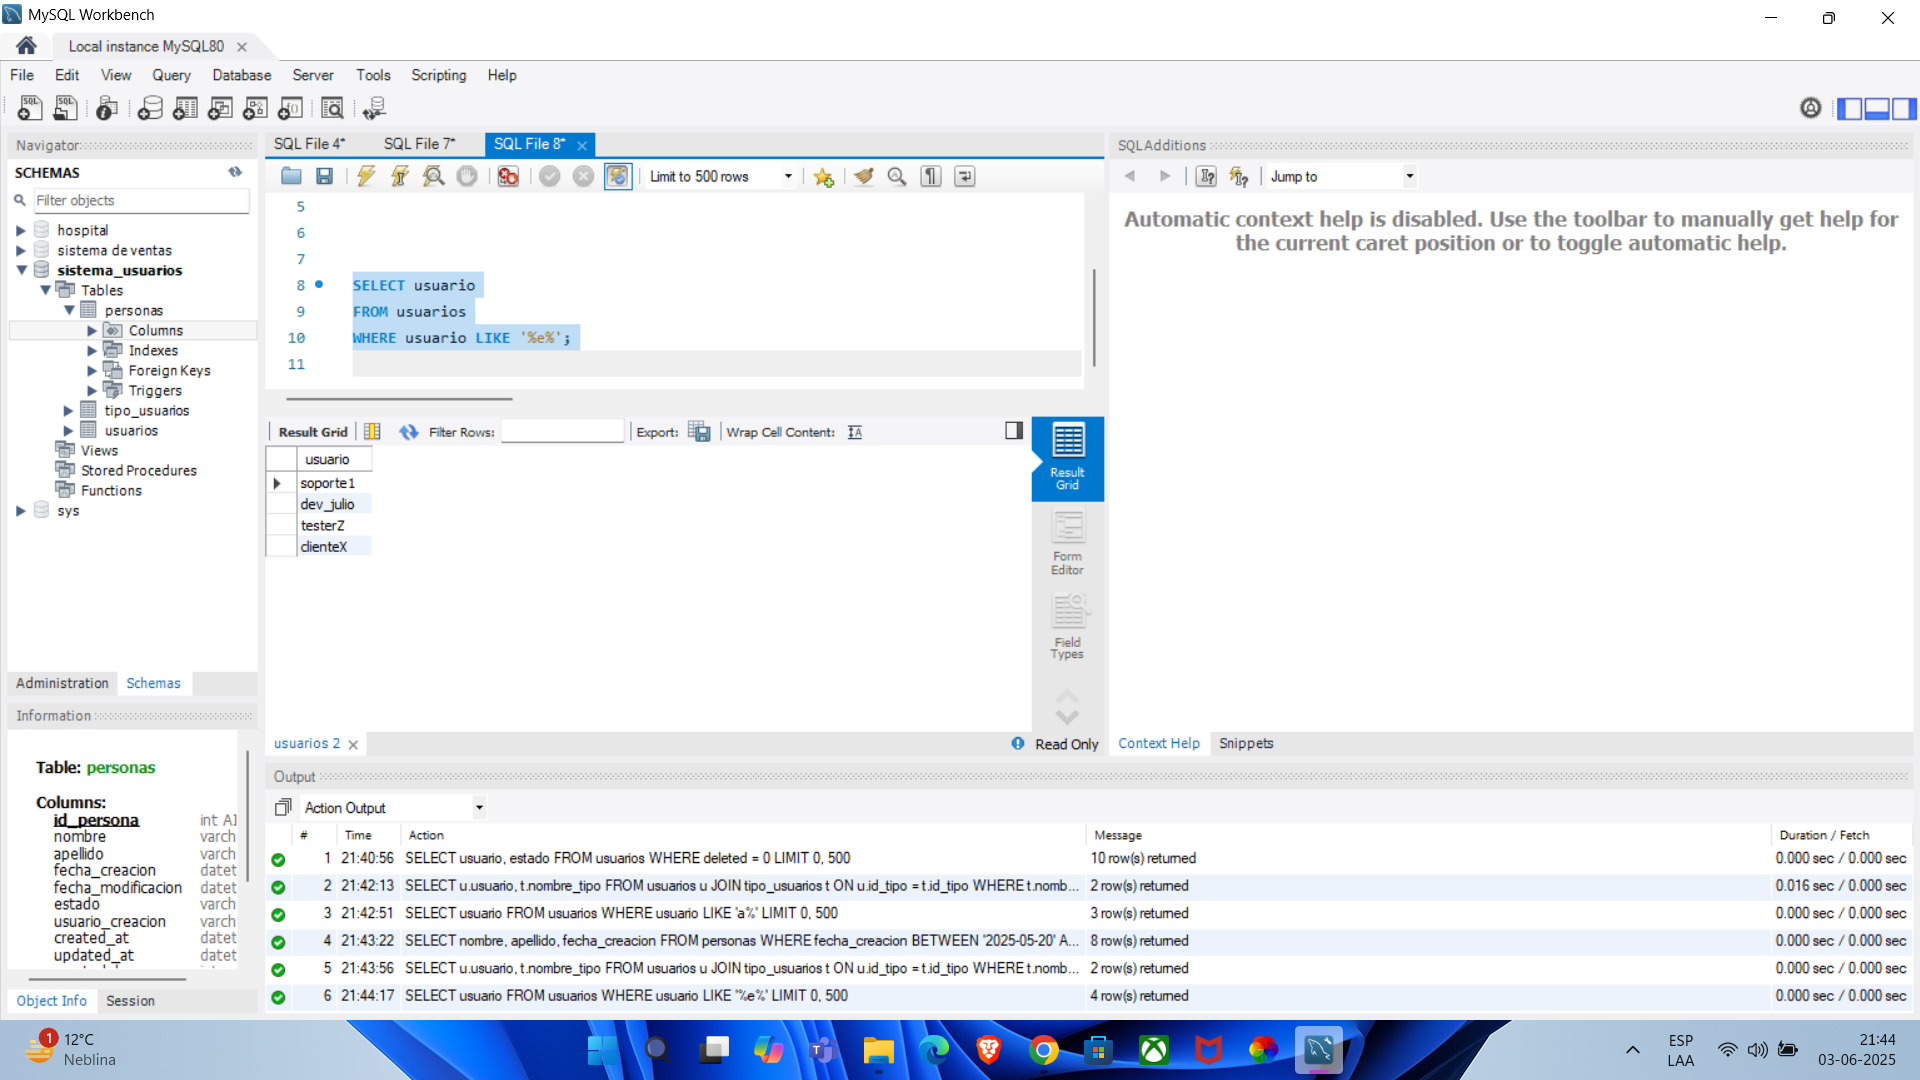 MySQL Workbench
Local instance MySQL80
File Edit View Query Database Server Tools Scripting Help
Navigator
SCHEMAS
Filter objects
hospital
sistema de ventas
sistema_usuarios
Tables
personas
Columns
Indexes
Foreign Keys
Triggers
tipo_usuarios
usuarios
Views
Stored Procedures
Functions
sys
Administration Schemas
Information
Table: personas
Columns:
id_persona int AI
nombre varch
apellido varch
fecha_creacion datet
fecha_modificacion datet
estado varch
usuario_creacion varch
created_at datet
updated_at datet
Object Info Session
SQL File 4* SQL File 7* SQL File 8*
Limit to 500 rows
5
6
7
8 SELECT usuario
9 FROM usuarios
10 WHERE usuario LIKE '%e%';
11
Result Grid Filter Rows: Export: Wrap Cell Content:
usuario
soporte1
dev_julio
testerZ
clienteX
Result
Grid
Form
Editor
Field
Types
usuarios 2 Read Only
SQLAdditions
Jump to
Automatic context help is disabled. Use the toolbar to manually get help for
the current caret position or to toggle automatic help.
Context Help Snippets
Output
Action Output
# Time Action Message Duration / Fetch
1 21:40:56 SELECT usuario, estado FROM usuarios WHERE deleted = 0 LIMIT 0, 500 10 row(s) returned 0.000 sec / 0.000 sec
2 21:42:13 SELECT u.usuario, t.nombre_tipo FROM usuarios u JOIN tipo_usuarios t ON u.id_tipo = t.id_tipo WHERE t.nomb... 2 row(s) returned 0.016 sec / 0.000 sec
3 21:42:51 SELECT usuario FROM usuarios WHERE usuario LIKE 'a%' LIMIT 0, 500 3 row(s) returned 0.000 sec / 0.000 sec
4 21:43:22 SELECT nombre, apellido, fecha_creacion FROM personas WHERE fecha_creacion BETWEEN '2025-05-20' A... 8 row(s) returned 0.000 sec / 0.000 sec
5 21:43:56 SELECT u.usuario, t.nombre_tipo FROM usuarios u JOIN tipo_usuarios t ON u.id_tipo = t.id_tipo WHERE t.nomb... 2 row(s) returned 0.000 sec / 0.000 sec
6 21:44:17 SELECT usuario FROM usuarios WHERE usuario LIKE '%e%' LIMIT 0, 500 4 row(s) returned 0.000 sec / 0.000 sec
1
12°C
Neblina
ESP
LAA
21:44
03-06-2025